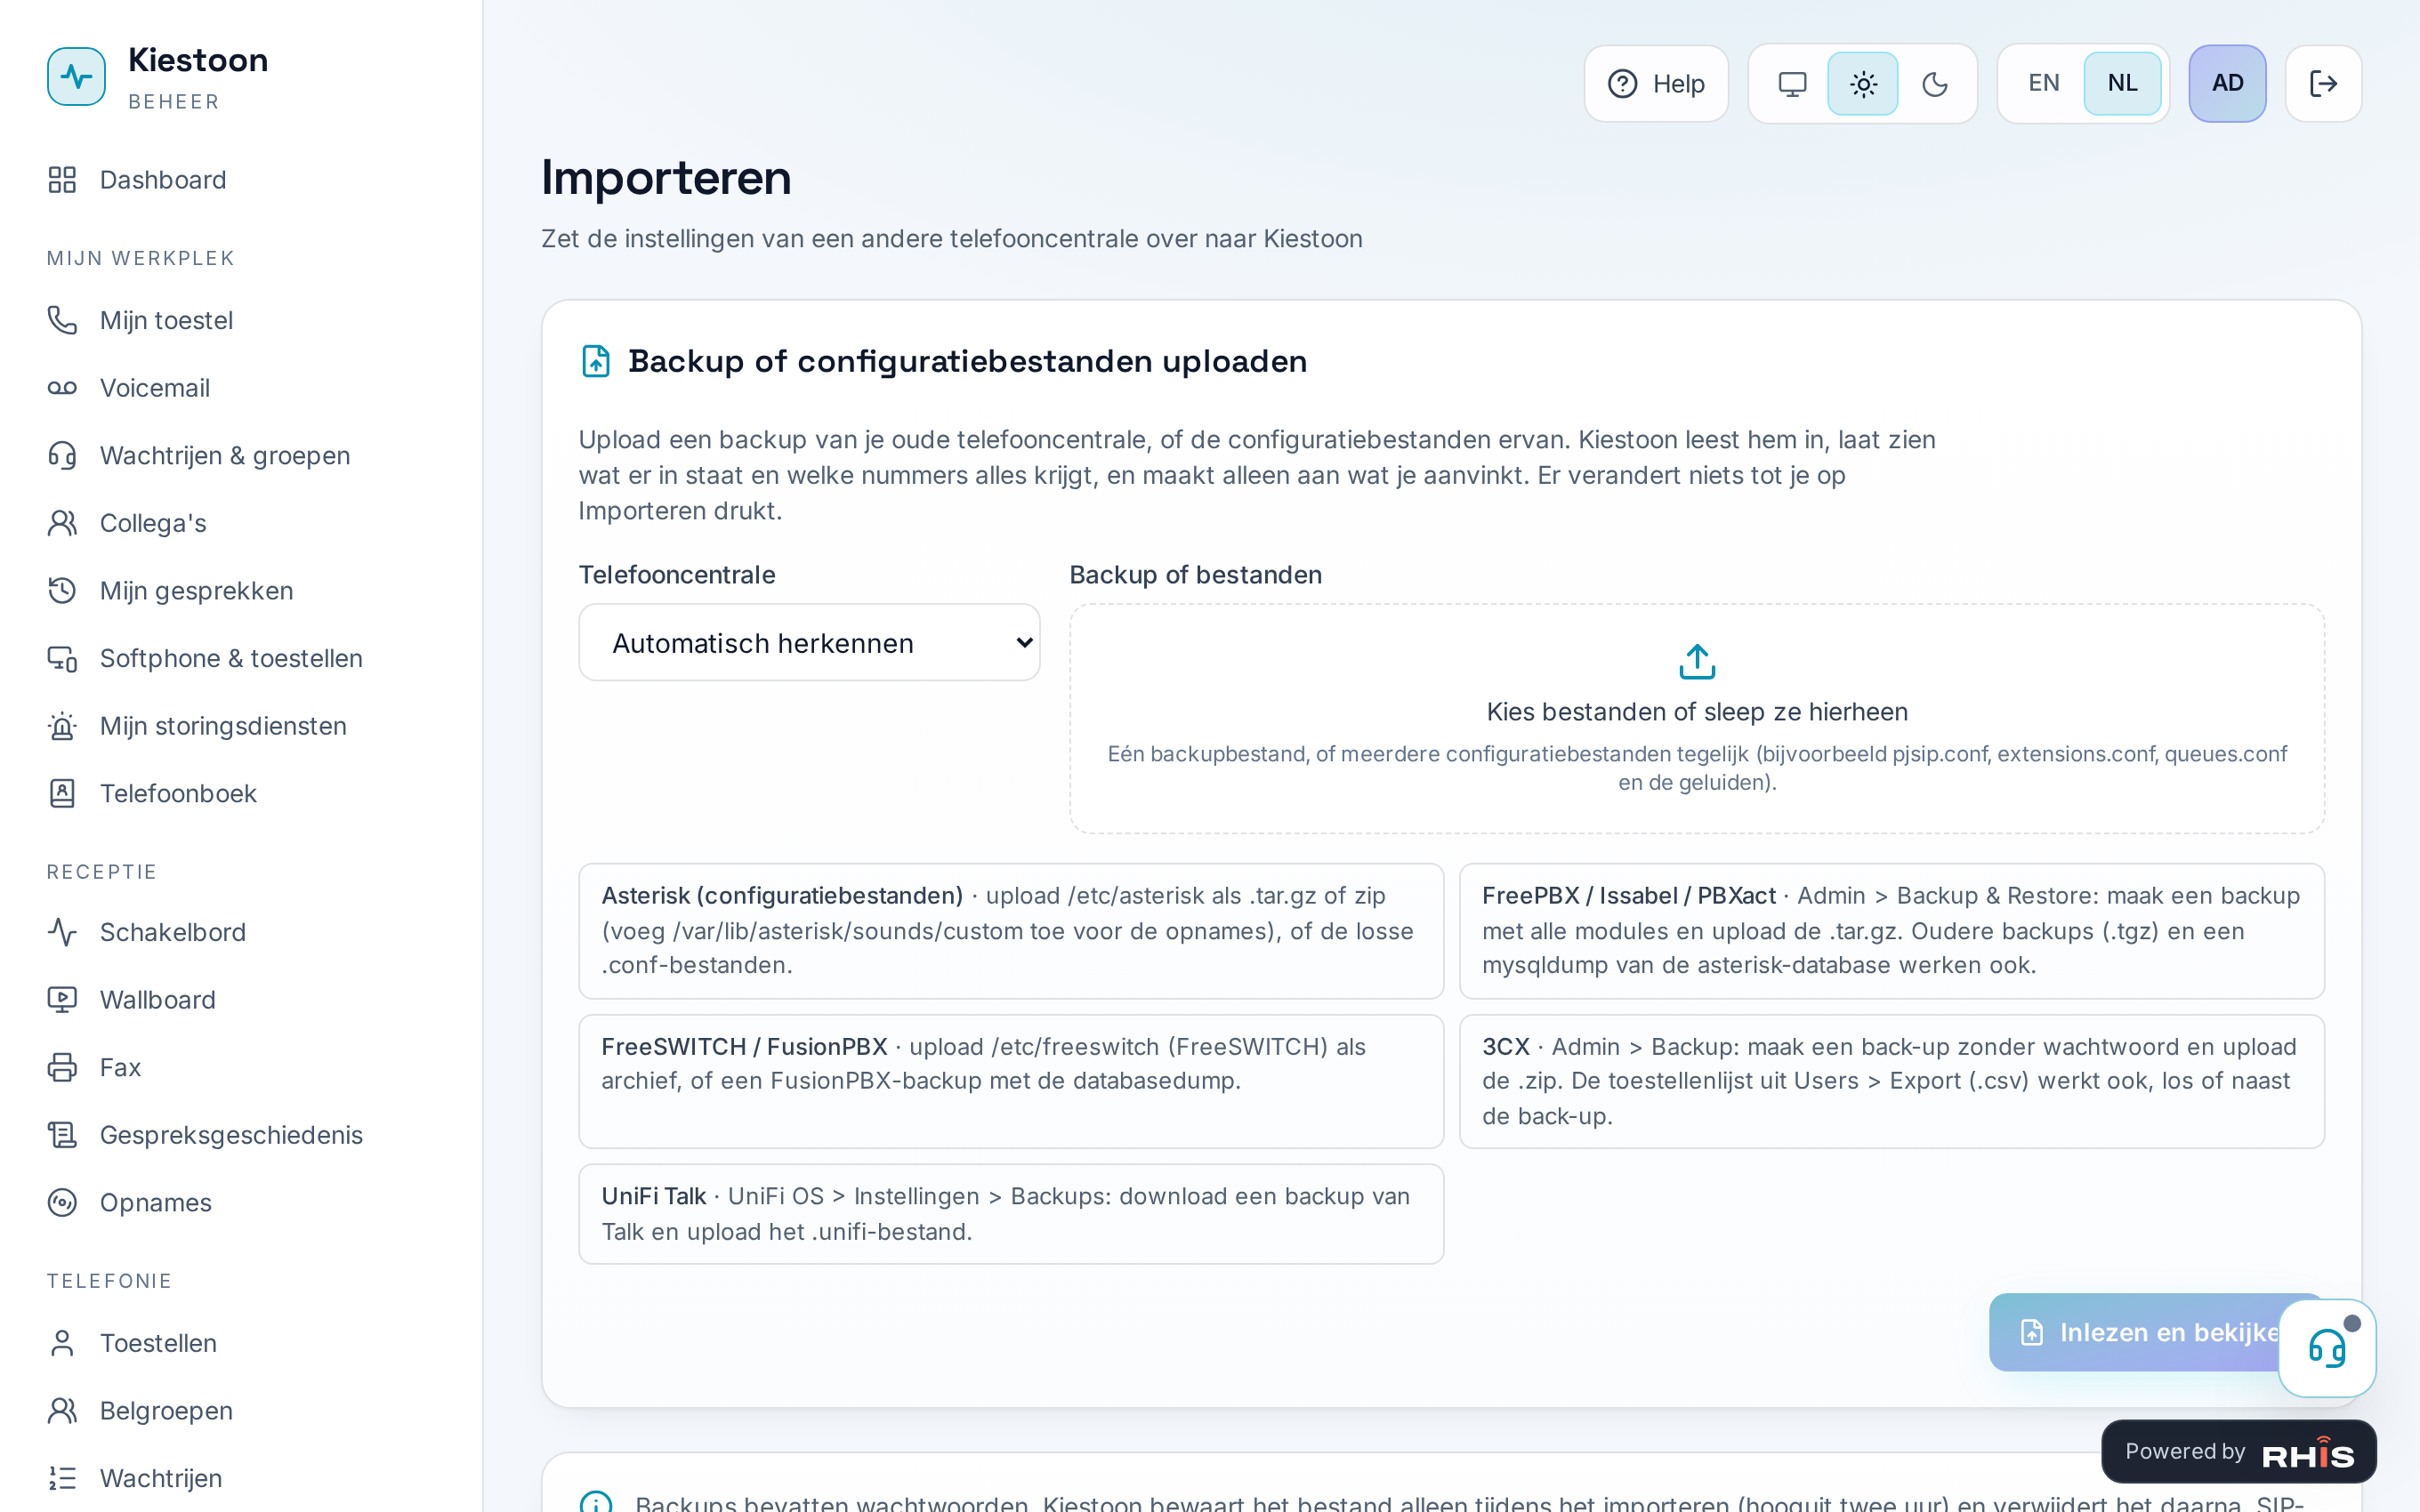 Kiestoon
BEHEER
Dashboard
MIJN WERKPLEK
Mijn toestel
Voicemail
Wachtrijen & groepen
Collega's
Mijn gesprekken
Softphone & toestellen
Mijn storingsdiensten
Telefoonboek
RECEPTIE
Schakelbord
Wallboard
Fax
Gespreksgeschiedenis
Opnames
TELEFONIE
Toestellen
Belgroepen
Wachtrijen
Help
EN
NL
AD
Importeren
Zet de instellingen van een andere telefooncentrale over naar Kiestoon
Backup of configuratiebestanden uploaden
Upload een backup van je oude telefooncentrale, of de configuratiebestanden ervan. Kiestoon leest hem in, laat zien
wat er in staat en welke nummers alles krijgt, en maakt alleen aan wat je aanvinkt. Er verandert niets tot je op
Importeren drukt.
Telefooncentrale
Automatisch herkennen
Backup of bestanden
Kies bestanden of sleep ze hierheen
Eén backupbestand, of meerdere configuratiebestanden tegelijk (bijvoorbeeld pjsip.conf, extensions.conf, queues.conf
en de geluiden).
Asterisk (configuratiebestanden) · upload /etc/asterisk als .tar.gz of zip
(voeg /var/lib/asterisk/sounds/custom toe voor de opnames), of de losse
.conf-bestanden.
FreePBX / Issabel / PBXact · Admin > Backup & Restore: maak een backup
met alle modules en upload de .tar.gz. Oudere backups (.tgz) en een
mysqldump van de asterisk-database werken ook.
FreeSWITCH / FusionPBX · upload /etc/freeswitch (FreeSWITCH) als
archief, of een FusionPBX-backup met de databasedump.
3CX · Admin > Backup: maak een back-up zonder wachtwoord en upload
de .zip. De toestellenlijst uit Users > Export (.csv) werkt ook, los of naast
de back-up.
UniFi Talk · UniFi OS > Instellingen > Backups: download een backup van
Talk en upload het .unifi-bestand.
Inlezen en bekijke
Powered by RHiS
Backups bevatten wachtwoorden. Kiestoon bewaart het bestand alleen tijdens het importeren (hooguit twee uur) en verwijdert het daarna. SIP-